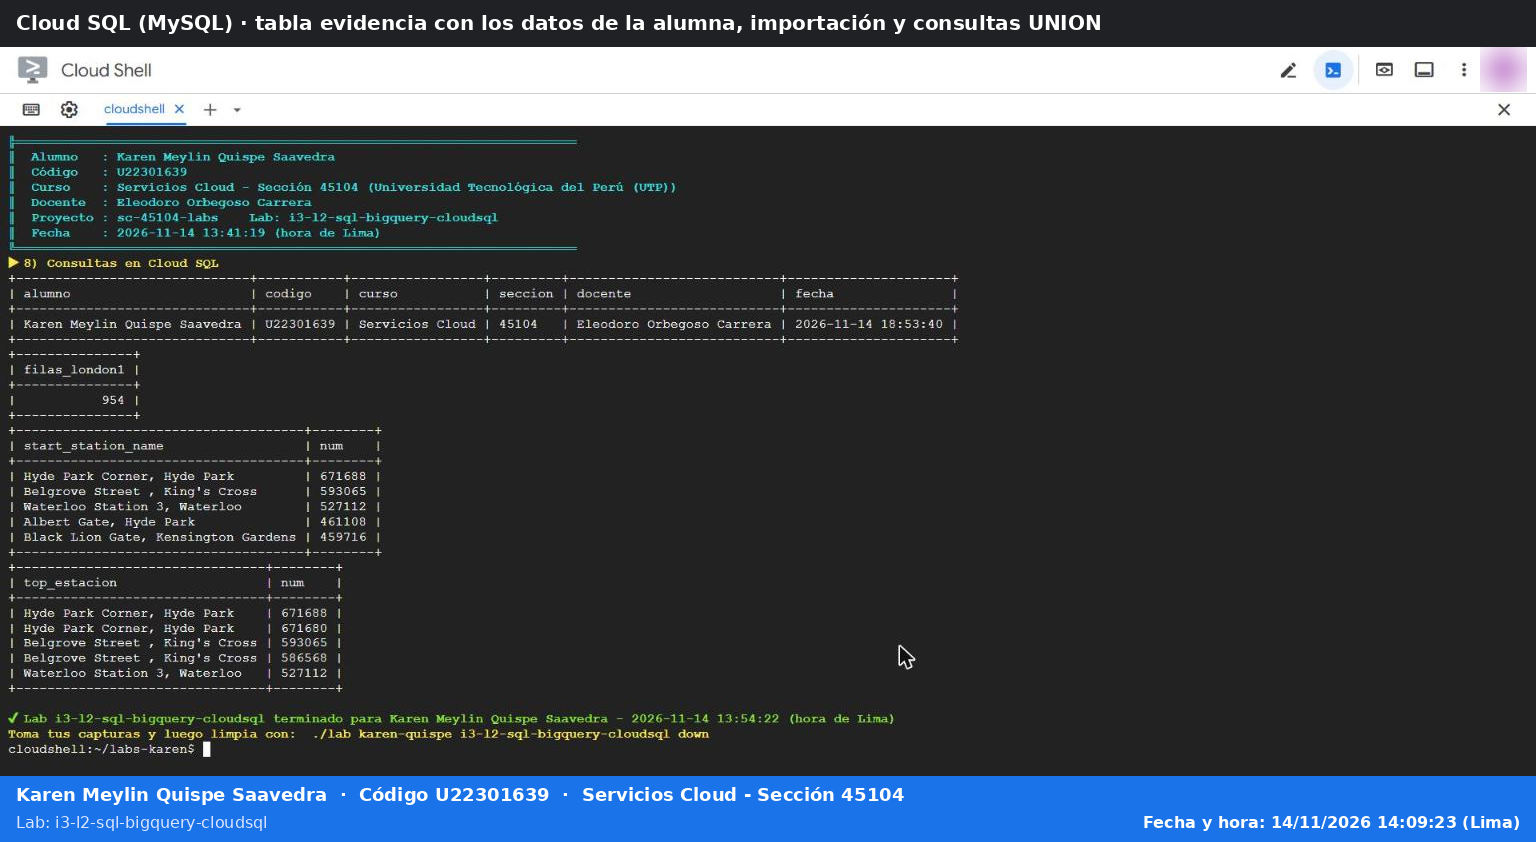 Cloud SQL (MySQL) · tabla evidencia con los datos de la alumna, importación y consultas UNION
Cloud Shell
cloudshell
Alumno : Karen Meylin Quispe Saavedra
Código : U22301639
Curso : Servicios Cloud - Sección 45104 (Universidad Tecnológica del Perú (UTP))
Docente : Eleodoro Orbegoso Carrera
Proyecto : sc-45104-labs Lab: i3-l2-sql-bigquery-cloudsql
Fecha : 2026-11-14 13:41:19 (hora de Lima)
▶ 8) Consultas en Cloud SQL
| alumno | codigo | curso | seccion | docente | fecha |
| Karen Meylin Quispe Saavedra | U22301639 | Servicios Cloud | 45104 | Eleodoro Orbegoso Carrera | 2026-11-14 18:53:40 |
| filas_london1 |
| 954 |
| start_station_name | num |
| Hyde Park Corner, Hyde Park | 671688 |
| Belgrove Street , King's Cross | 593065 |
| Waterloo Station 3, Waterloo | 527112 |
| Albert Gate, Hyde Park | 461108 |
| Black Lion Gate, Kensington Gardens | 459716 |
| top_estacion | num |
| Hyde Park Corner, Hyde Park | 671688 |
| Hyde Park Corner, Hyde Park | 671680 |
| Belgrove Street , King's Cross | 593065 |
| Belgrove Street , King's Cross | 586568 |
| Waterloo Station 3, Waterloo | 527112 |
✔ Lab i3-l2-sql-bigquery-cloudsql terminado para Karen Meylin Quispe Saavedra - 2026-11-14 13:54:22 (hora de Lima)
Toma tus capturas y luego limpia con: ./lab karen-quispe i3-l2-sql-bigquery-cloudsql down
cloudshell:~/labs-karen$
Karen Meylin Quispe Saavedra · Código U22301639 · Servicios Cloud - Sección 45104
Lab: i3-l2-sql-bigquery-cloudsql
Fecha y hora: 14/11/2026 14:09:23 (Lima)